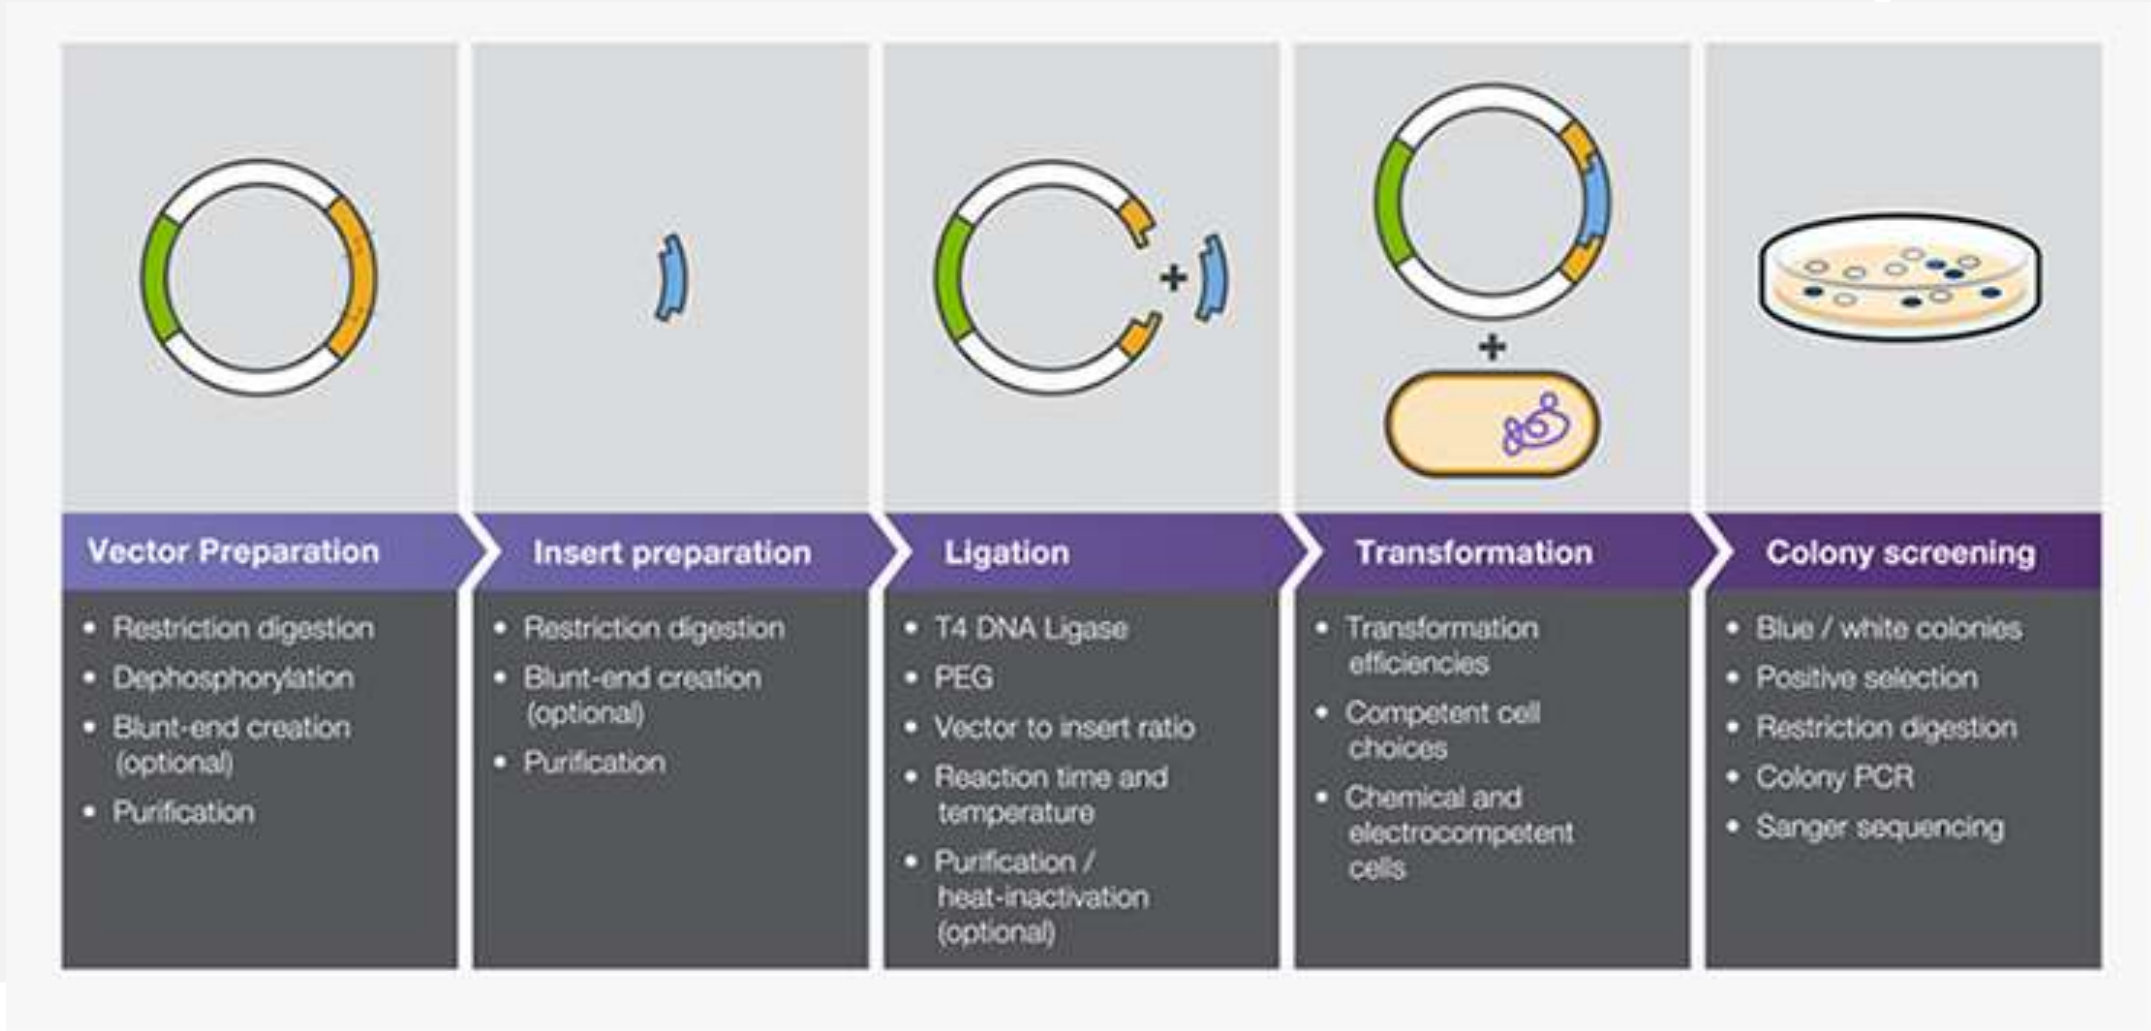 Vector Preparation
• Restriction digestion
• Dephosphorylation
• Blunt-end creation
(optional)
• Purification
Insert preparation
• Restriction digestion
• Blunt-end creation
(optional)
• Purification
Ligation
• T4 DNA Ligase
• PEG
• Vector to insert ratio
• Reaction time and
temperature
• Purification /
heat-inactivation
(optional)
Transformation
• Transformation
efficiencies
• Competent cell
choices
• Chemical and
electrocompetent
cells
Colony screening
• Blue / white colonies
• Positive selection
• Restriction digestion
• Colony PCR
• Sanger sequencing